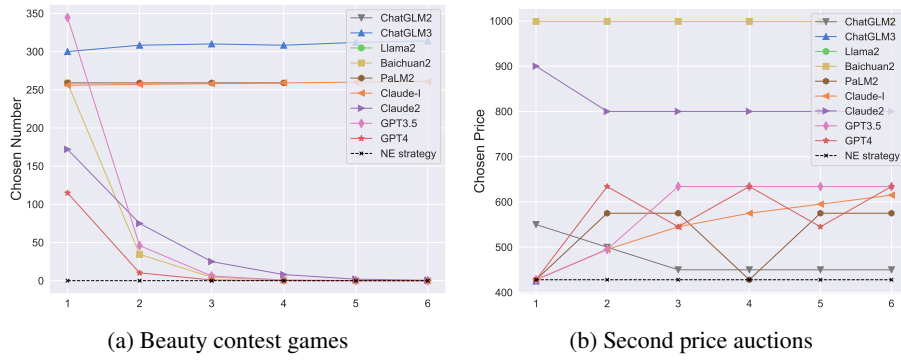 350
300
250
200
150
100
50
0
Chosen Number
1 2 3 4 5 6
ChatGLM2
ChatGLM3
Llama2
Baichuan2
PaLM2
Claude-I
Claude2
GPT3.5
GPT4
NE strategy
(a) Beauty contest games
1000
900
800
700
600
500
400
Chosen Price
1 2 3 4 5 6
ChatGLM2
ChatGLM3
Llama2
Baichuan2
PaLM2
Claude-I
Claude2
GPT3.5
GPT4
NE strategy
(b) Second price auctions